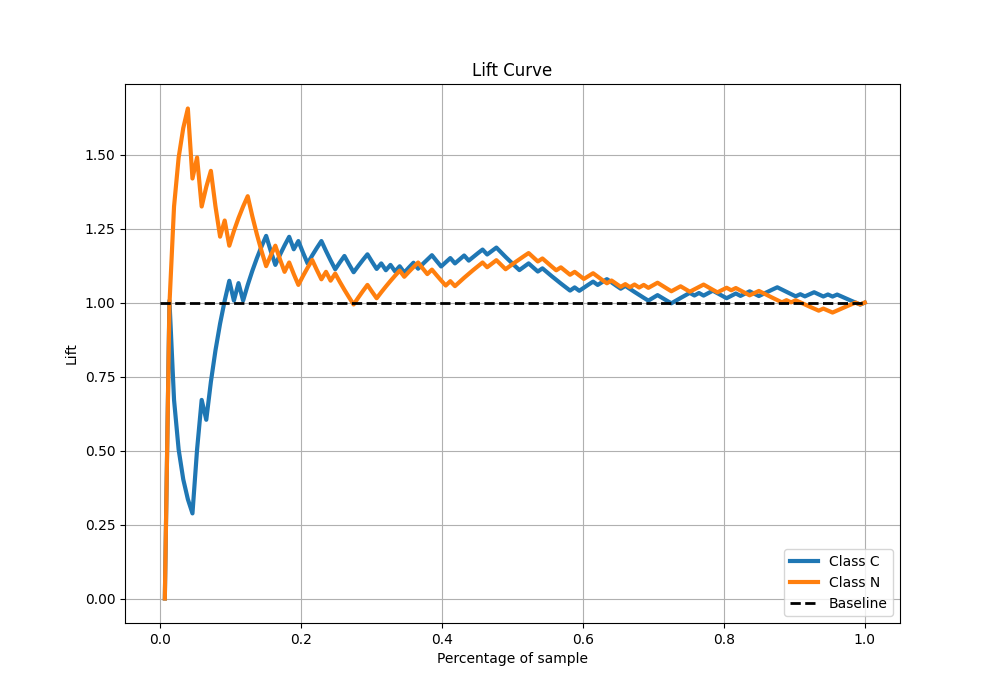 Lift Curve
1.50
1.25
1.00
0.75
0.50
0.25
0.00
Lift
0.0 0.2 0.4 0.6 0.8 1.0
Percentage of sample
Class C
Class N
Baseline